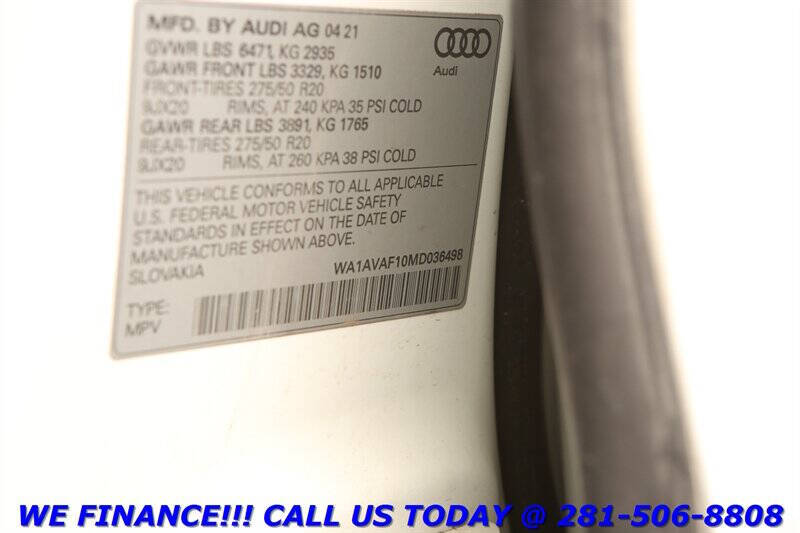 MFD. BY AUDI AG 04 21
GVWR LBS 6471, KG 2935
GAWR FRONT LBS 3329, KG 1510
FRONT-TIRES 275/50 R20
9JX20 RIMS, AT 240 KPA 35 PSI COLD
GAWR REAR LBS 3891, KG 1765
REAR-TIRES 275/50 R20
9JX20 RIMS, AT 260 KPA 38 PSI COLD
Audi
THIS VEHICLE CONFORMS TO ALL APPLICABLE
U.S. FEDERAL MOTOR VEHICLE SAFETY
STANDARDS IN EFFECT ON THE DATE OF
MANUFACTURE SHOWN ABOVE.
SLOVAKIA WA1AVAF10MD036498
TYPE:
MPV
WE FINANCE!!! CALL US TODAY @ 281-506-8808